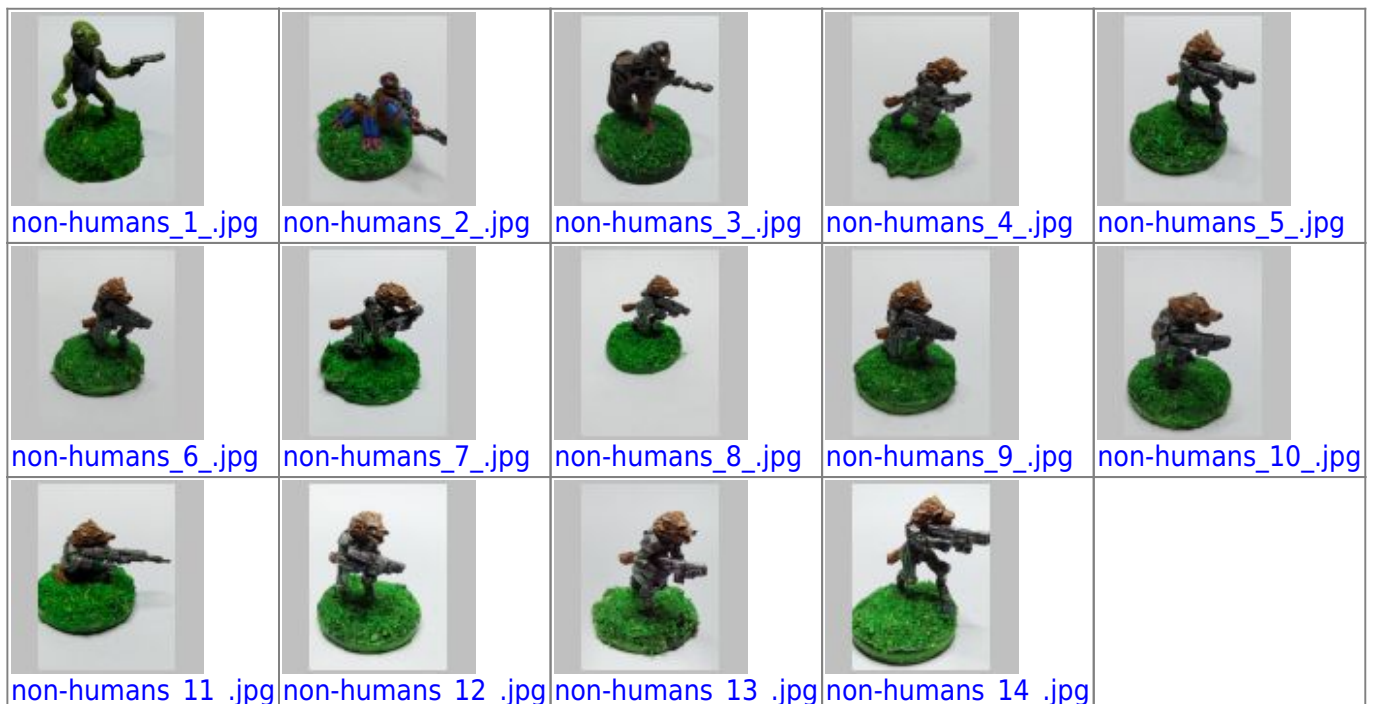 non-humans_1_.jpg non-humans_2_.jpg non-humans_3_.jpg non-humans_4_.jpg non-humans_5_.jpg
non-humans_6_.jpg non-humans_7_.jpg non-humans_8_.jpg non-humans_9_.jpg non-humans_10_.jpg
non-humans_11_.jpg non-humans_12_.jpg non-humans_13_.jpg non-humans_14_.jpg